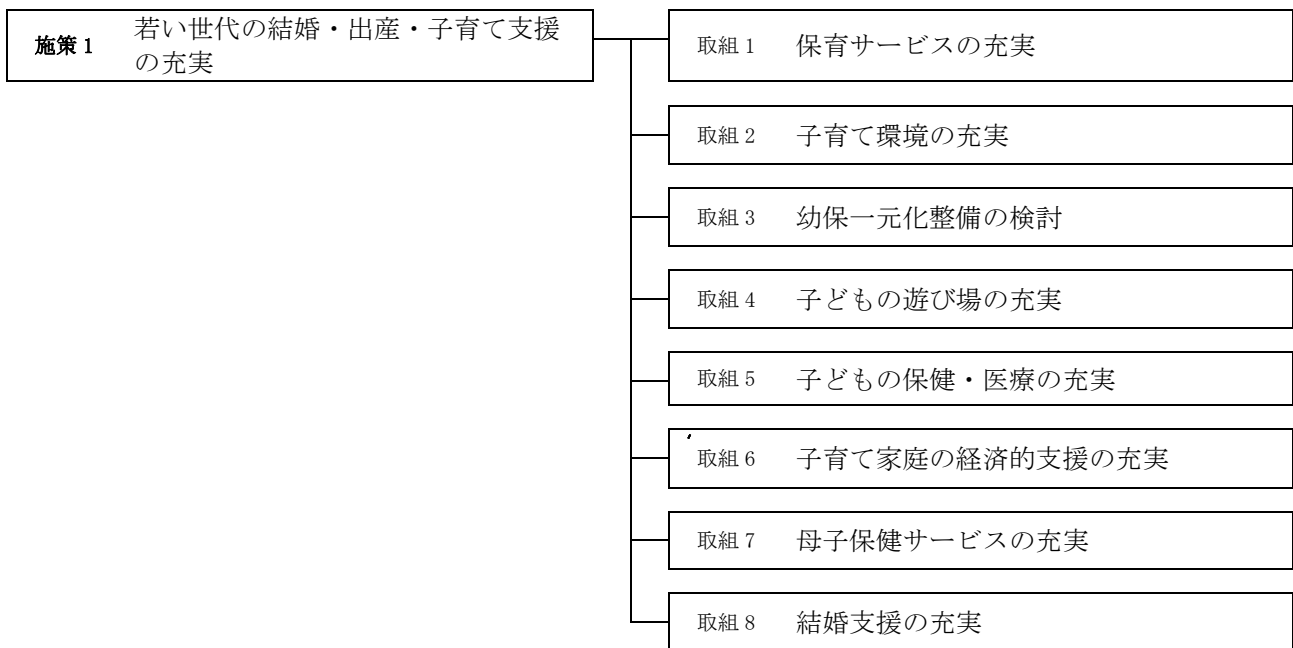 施策1 若い世代の結婚・出産・子育て支援
の充実
取組1 保育サービスの充実
取組2 子育て環境の充実
取組3 幼保一元化整備の検討
取組4 子どもの遊び場の充実
取組5 子どもの保健・医療の充実
取組6 子育て家庭の経済的支援の充実
取組7 母子保健サービスの充実
取組8 結婚支援の充実